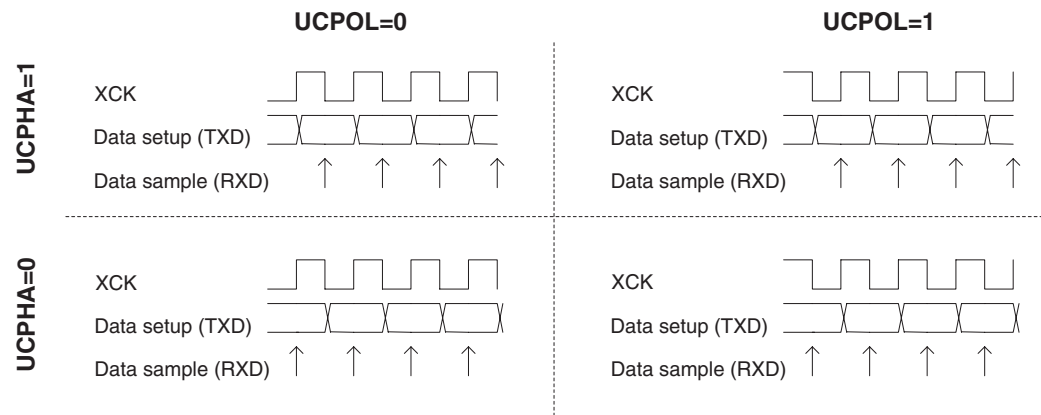 UCPOL=0
UCPOL=1
UCPHA=1
XCK
Data setup (TXD)
Data sample (RXD)
XCK
Data setup (TXD)
Data sample (RXD)
UCPHA=0
XCK
Data setup (TXD)
Data sample (RXD)
XCK
Data setup (TXD)
Data sample (RXD)